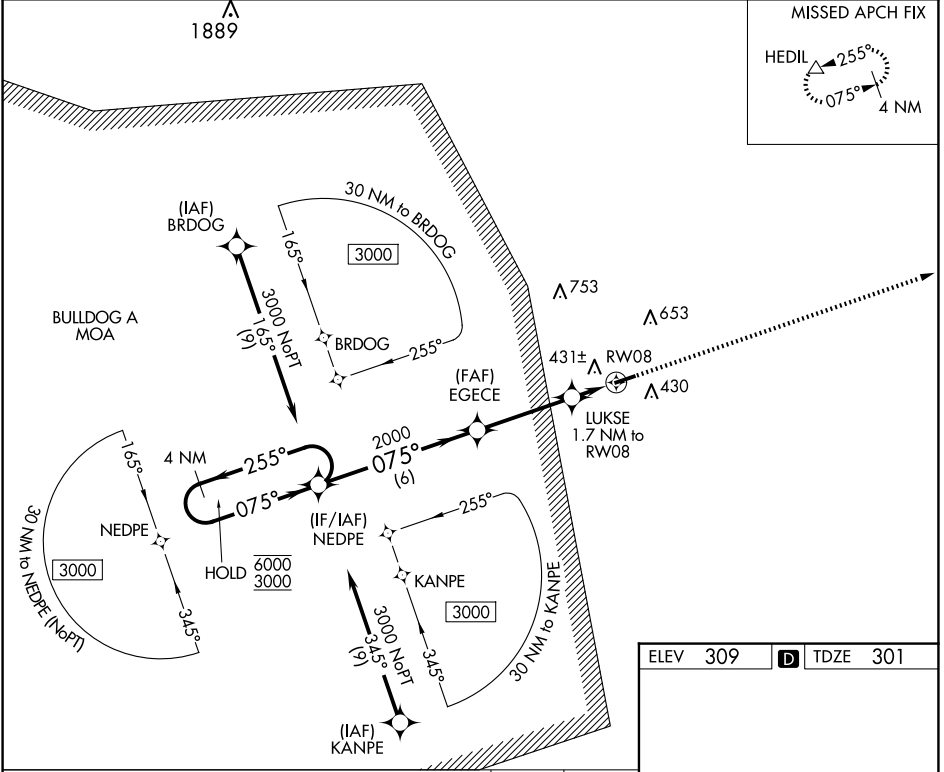 1889
MISSED APCH FIX
HEDIL
255°
075°
4 NM
(IAF)
BRDOG
30 NM to BRDOG
165°
3000
BRDOG
255°
3000 NoPT
165°
(9)
BULLDOG A
MOA
753
653
431± RW08
430
(FAF)
EGECE
LUKSE
1.7 NM to
RW08
2000
075°
(6)
4 NM
255°
075°
(IF/IAF)
NEDPE
HOLD 6000
3000
165°
NEDPE
3000
345°
30 NM to NEDPE (NoPT)
255°
KANPE
3000
345°
30 NM to KANPE
3000 NoPT
345°
(9)
(IAF)
KANPE
ELEV 309 D TDZE 301